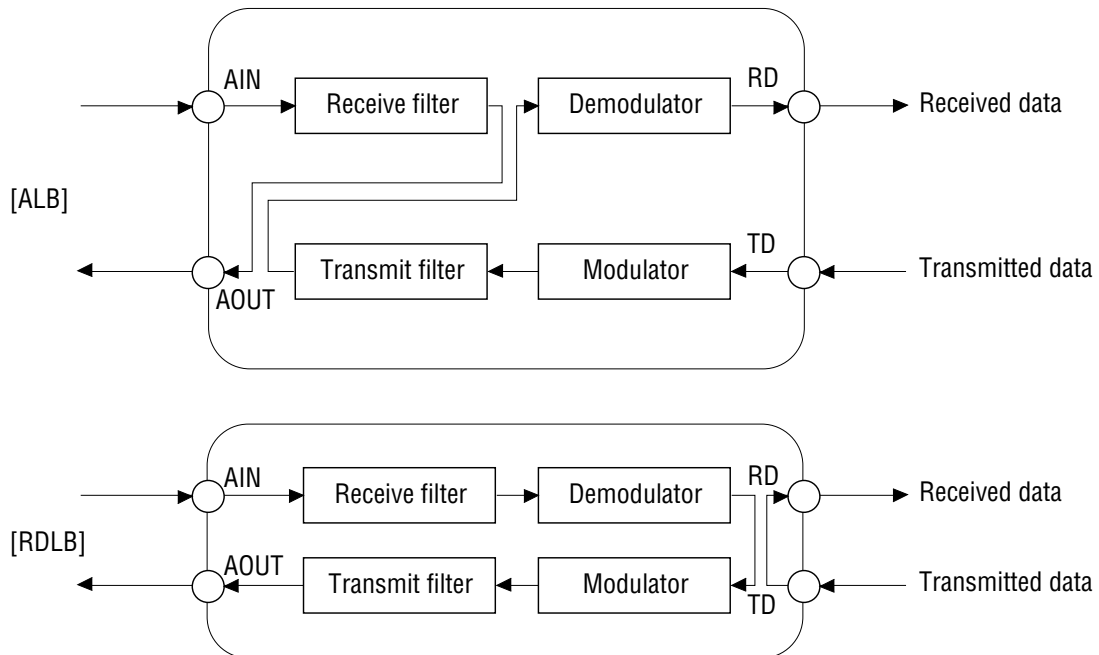 AIN
Receive filter
Demodulator
RD
Received data
[ALB]
AOUT
Transmit filter
Modulator
TD
Transmitted data
AIN
Receive filter
Demodulator
RD
Received data
[RDLB]
AOUT
Transmit filter
Modulator
TD
Transmitted data